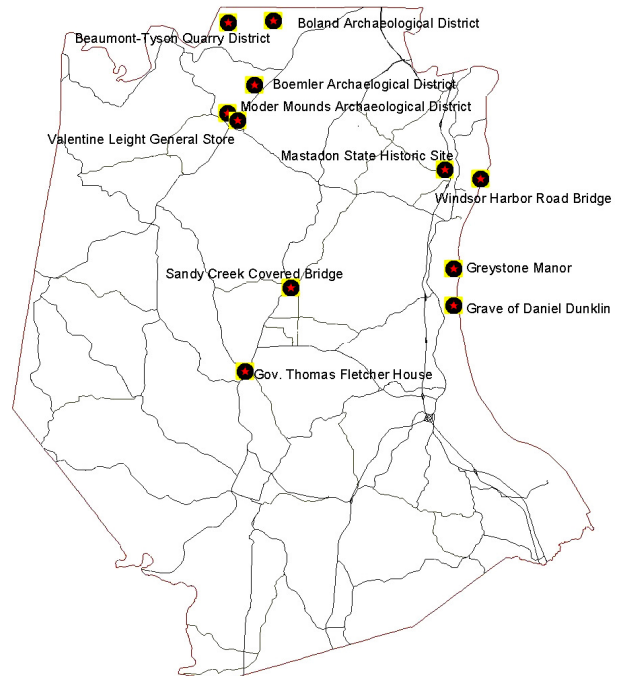 Boland Archaeological District
Beaumont-Tyson Quarry District
Boemler Archaeological District
Moder Mounds Archaeological District
Valentine Leight General Store
Mastadon State Historic Site
Windsor Harbor Road Bridge
Greystone Manor
Sandy Creek Covered Bridge
Grave of Daniel Dunklin
Gov. Thomas Fletcher House